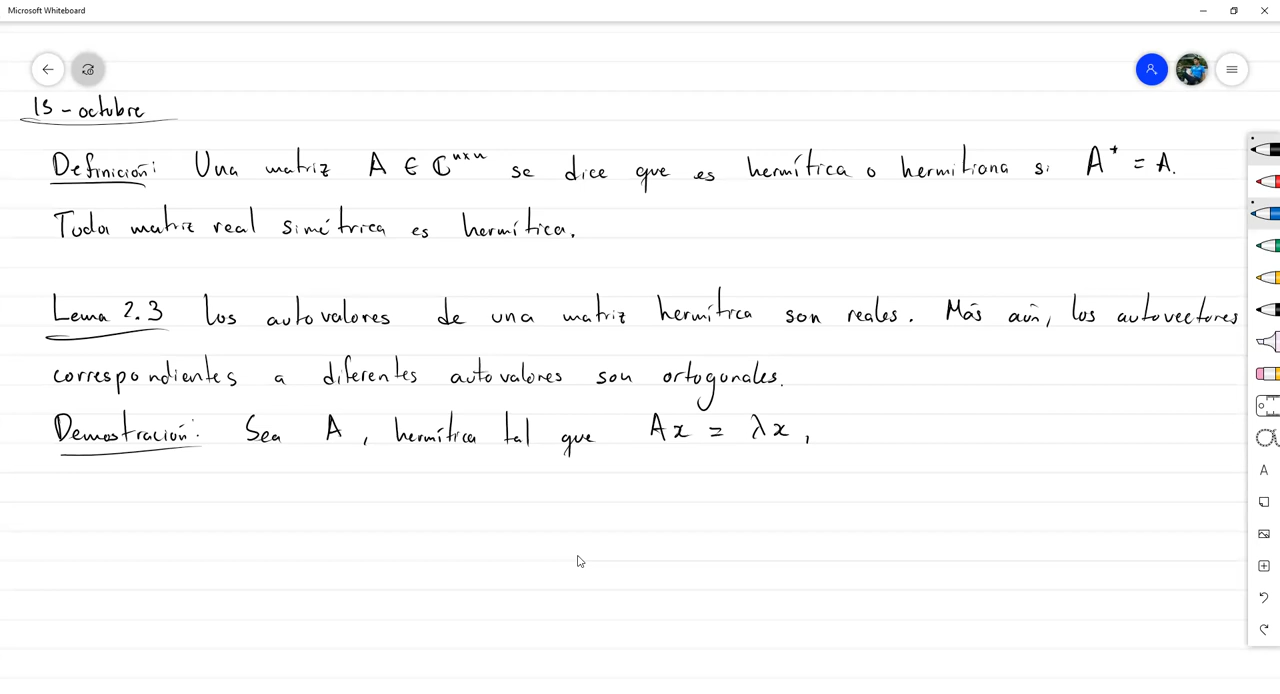 Microsoft Whiteboard
15 - octubre
Definición: Una matriz A ∈ ℂⁿˣⁿ se dice que es hermítica o hermitiana si A* = A.
Toda matriz real simétrica es hermítica.
Lema 2.3 Los autovalores de una matriz hermítica son reales. Más aún, los autovectores
correspondientes a diferentes autovalores son ortogonales.
Demostración: Sea A, hermítica tal que Ax = λx,
A